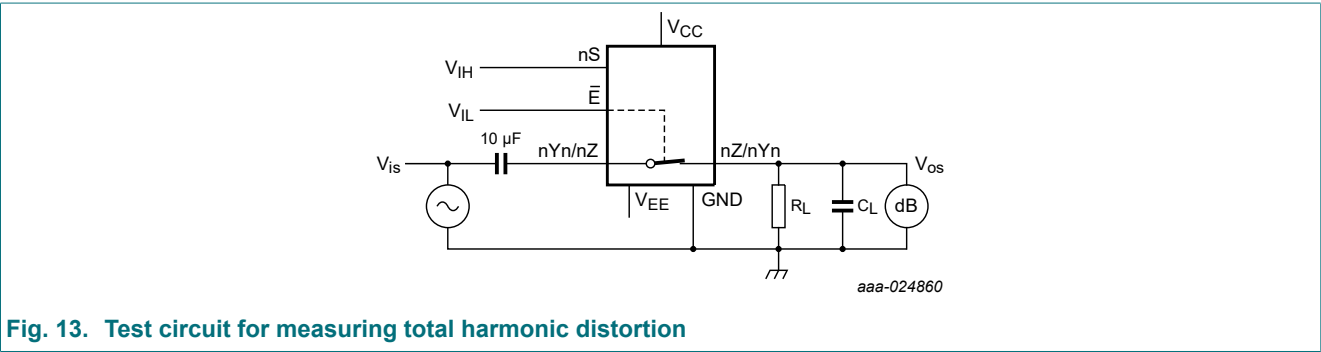 VCC
nS
VIH
E̅
VIL
10 µF
nYn/nZ
nZ/nYn
Vis
Vos
VEE
GND
RL
CL
dB
aaa-024860
Fig. 13. Test circuit for measuring total harmonic distortion